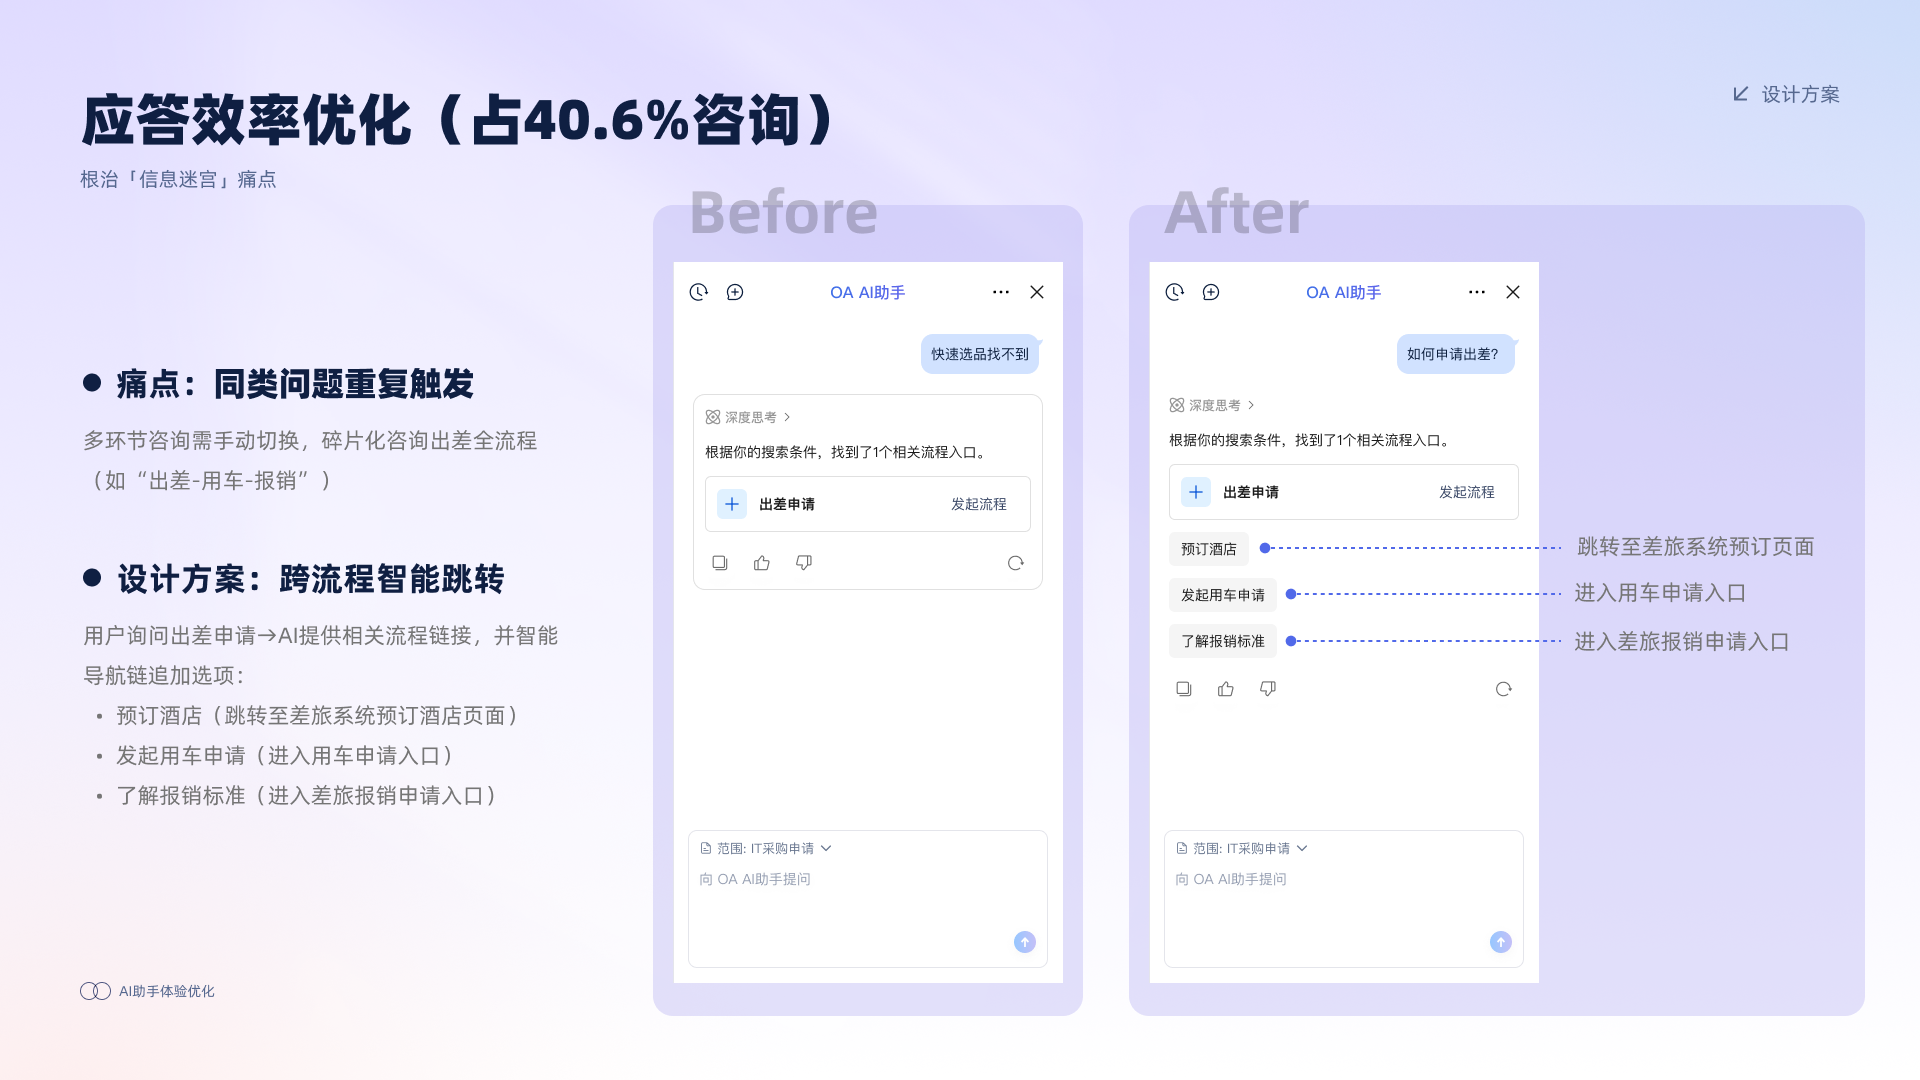 应答效率优化（占40.6%咨询）
设计方案
根治「信息迷宫」痛点
痛点：同类问题重复触发
多环节咨询需手动切换，碎片化咨询出差全流程
（如“出差-用车-报销”）
设计方案：跨流程智能跳转
用户询问出差申请→AI提供相关流程链接，并智能
导航链追加选项：
• 预订酒店（跳转至差旅系统预订酒店页面）
• 发起用车申请（进入用车申请入口）
• 了解报销标准（进入差旅报销申请入口）
AI助手体验优化
Before
OA AI助手
快速选品找不到
深度思考
根据你的搜索条件，找到了1个相关流程入口。
出差申请
发起流程
范围: IT采购申请
向 OA AI助手提问
After
OA AI助手
如何申请出差?
深度思考
根据你的搜索条件，找到了1个相关流程入口。
出差申请
发起流程
预订酒店
跳转至差旅系统预订页面
发起用车申请
进入用车申请入口
了解报销标准
进入差旅报销申请入口
范围: IT采购申请
向 OA AI助手提问